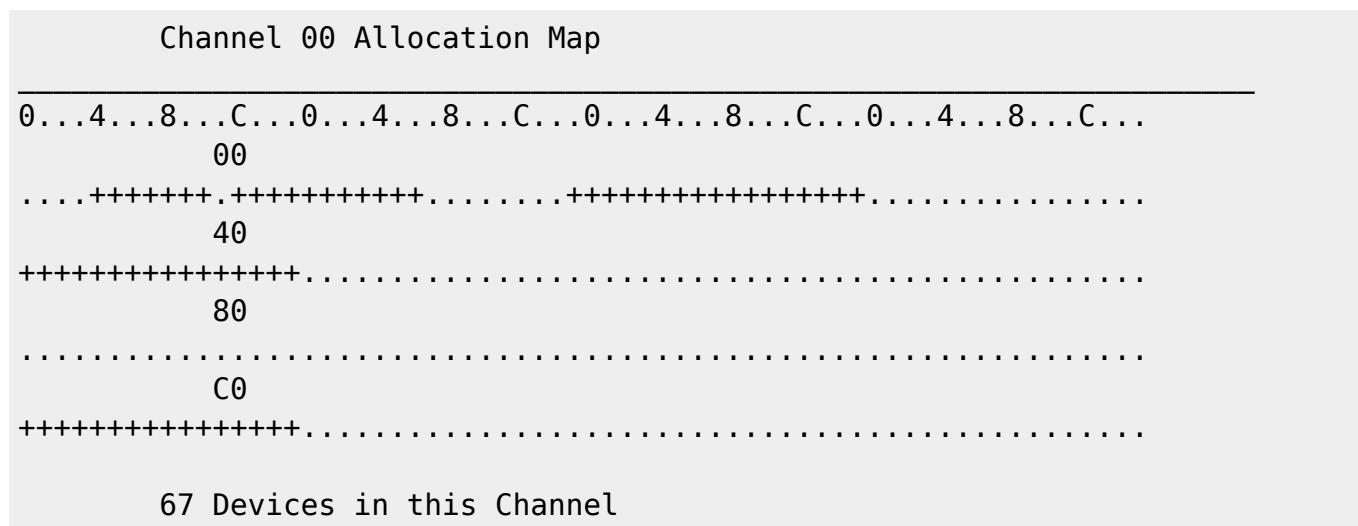 Channel 00 Allocation Map
______________________________________________________________________
0...4...8...C...0...4...8...C...0...4...8...C...0...4...8...C...
00
....+++++++.+++++++++++........+++++++++++++++++................
40
++++++++++++++++................................................
80
................................................................
C0
++++++++++++++++................................................
67 Devices in this Channel